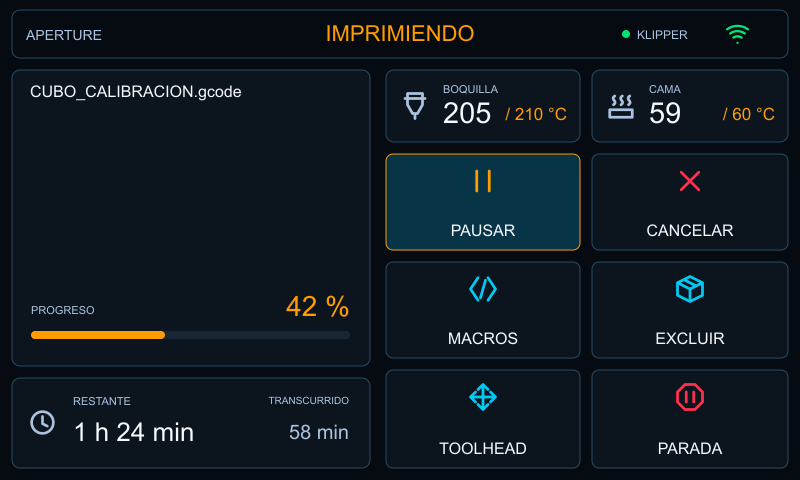 APERTURE
IMPRIMIENDO
KLIPPER
CUBO_CALIBRACION.gcode
BOQUILLA
205 / 210 °C
CAMA
59 / 60 °C
PAUSAR
CANCELAR
PROGRESO
42 %
MACROS
EXCLUIR
RESTANTE
1 h 24 min
TRANSCURRIDO
58 min
TOOLHEAD
PARADA